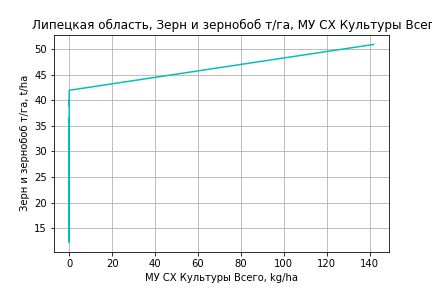 Липецкая область, Зерн и зернобоб т/га, МУ СХ Культуры Всег
50
45
40
35
30
25
20
15
Зерн и зернобоб т/га, t/ha
0 20 40 60 80 100 120 140
МУ СХ Культуры Всего, kg/ha